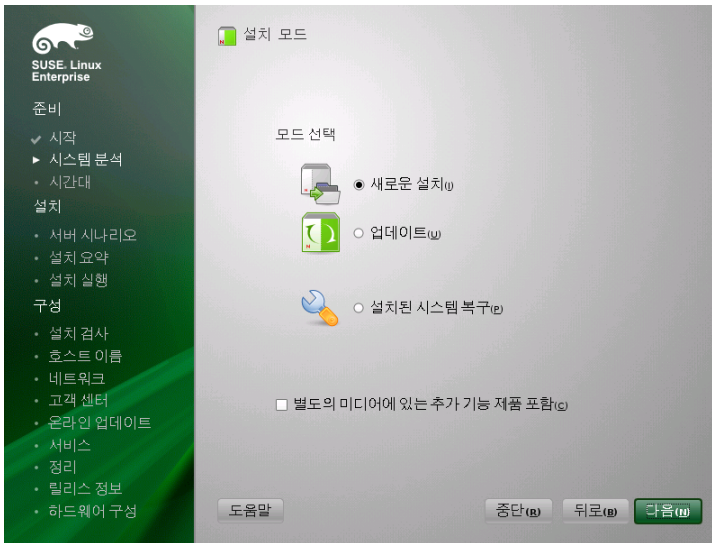 SUSE. Linux
Enterprise
준비
시작
시스템 분석
시간대
설치
서버 시나리오
설치 요약
설치 실행
구성
설치 검사
호스트 이름
네트워크
고객 센터
온라인 업데이트
서비스
정리
릴리스 정보
하드웨어 구성
설치 모드
모드 선택
새로운 설치(I)
업데이트(U)
설치된 시스템 복구(P)
별도의 미디어에 있는 추가 기능 제품 포함(C)
도움말
중단(R)
뒤로(B)
다음(N)